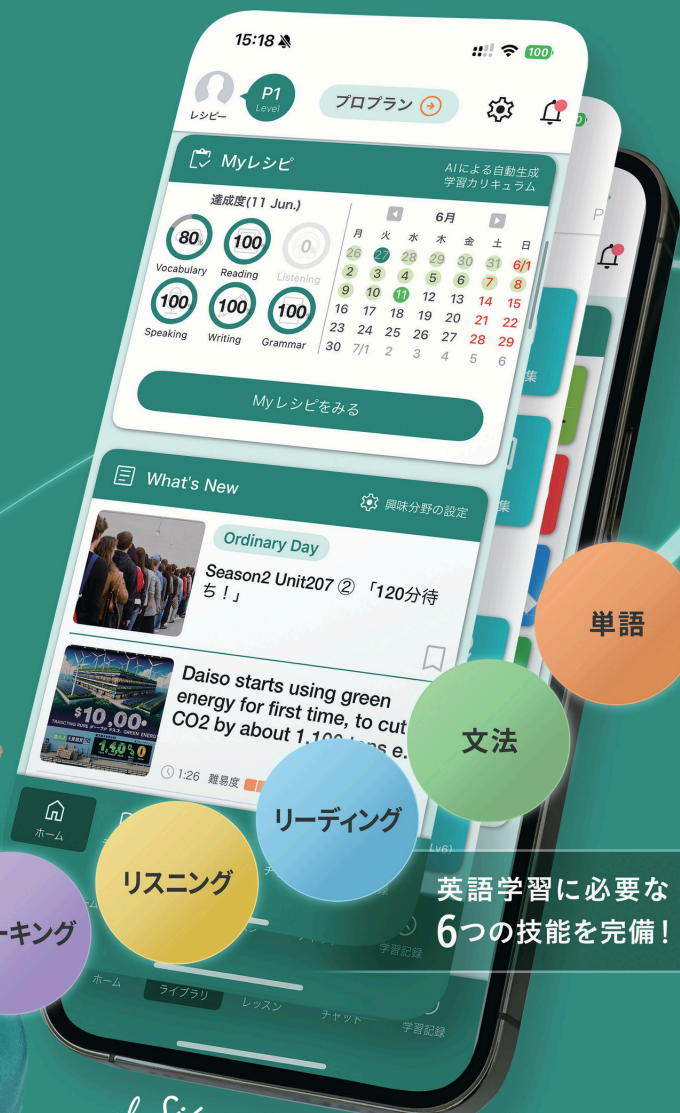 15:18
100
レシピー
P1
Level
プロプラン
Myレシピ
AIによる自動生成
学習カリキュラム
達成度(11 Jun.)
80%
100
0%
Vocabulary
Reading
Listening
100
100
100
Speaking
Writing
Grammar
6月
月 火 水 木 金 土 日
26 27 28 29 30 31 6/1
2 3 4 5 6 7 8
9 10 11 12 13 14 15
16 17 18 19 20 21 22
23 24 25 26 27 28 29
30 7/1 2 3 4 5 6
Myレシピをみる
What's New
興味分野の設定
Ordinary Day
Season2 Unit207 ② 「120分待
ち！」
Daiso starts using green
energy for first time, to cut
CO2 by about 1,100 tons e...
$10,00
1:26 難易度
集
集
単語
文法
リーディング
リスニング
ーキング
英語学習に必要な
6つの技能を完備！
Lv6)
ホーム
学習記録
ホーム
ライブラリ
レッスン
チャット
学習記録